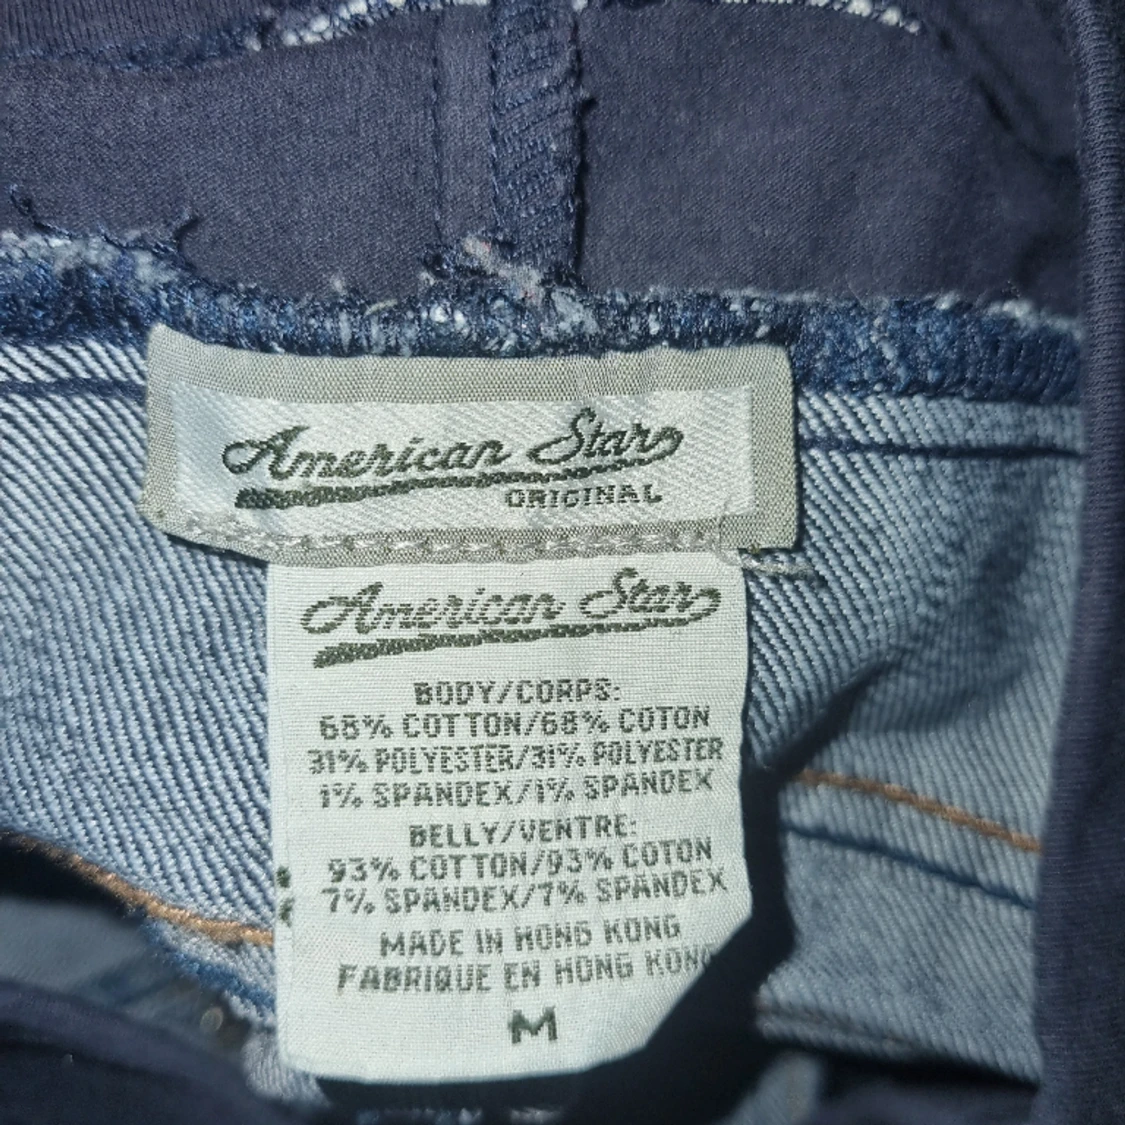 American Star
ORIGINAL
American Star
BODY/CORPS:
68% COTTON/68% COTON
31% POLYESTER/31% POLYESTER
1% SPANDEX/1% SPANDEX
BELLY/VENTRE:
93% COTTON/93% COTON
7% SPANDEX/7% SPANDEX
MADE IN HONG KONG
FABRIQUE EN HONG KONG
M